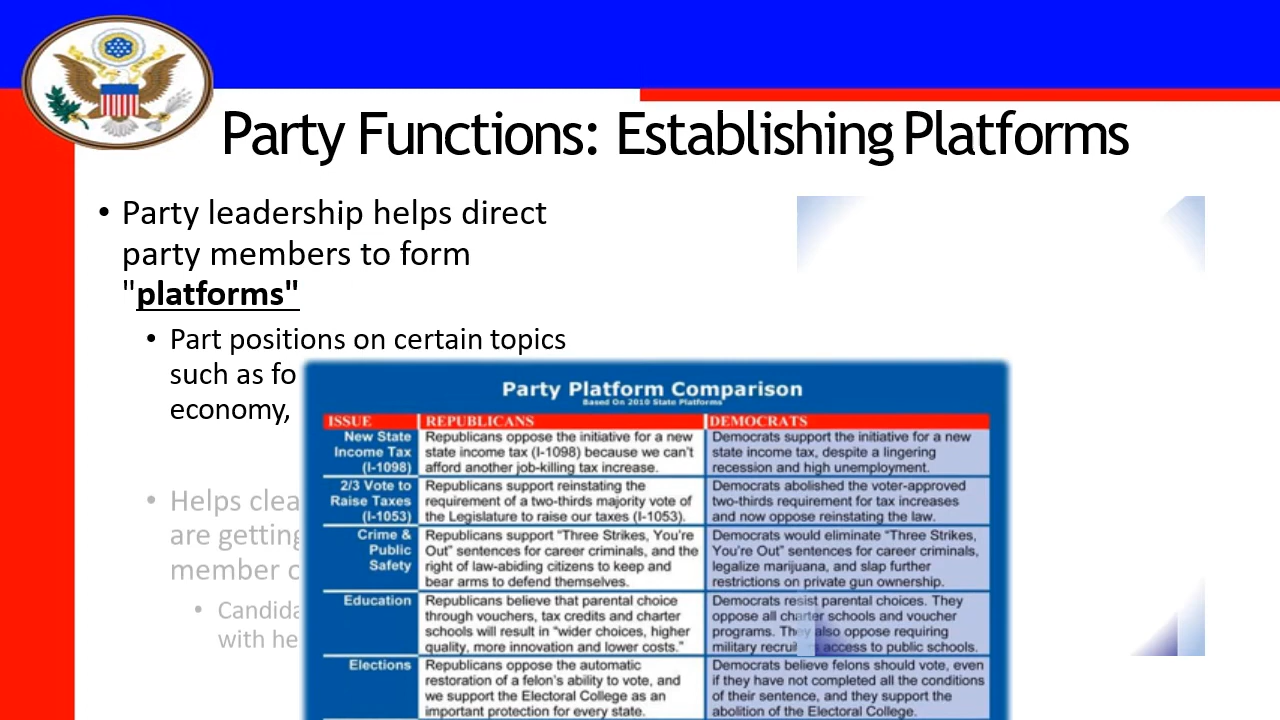 Party Functions: Establishing Platforms
• Party leadership helps direct
party members to form
"platforms"
• Part positions on certain topics
such as fo
economy,
• Helps clea
are getting
member c
• Candida
with he
Party Platform Comparison
Based On 2010 State Platforms
ISSUE REPUBLICANS DEMOCRATS
New State
Income Tax
(I-1098)
Republicans oppose the initiative for a new
state income tax (I-1098) because we can't
afford another job-killing tax increase.
Democrats support the initiative for a new
state income tax, despite a lingering
recession and high unemployment.
2/3 Vote to
Raise Taxes
(I-1053)
Republicans support reinstating the
requirement of a two-thirds majority vote of
the Legislature to raise our taxes (I-1053).
Democrats abolished the voter-approved
two-thirds requirement for tax increases
and now oppose reinstating the law.
Crime &
Public
Safety
Republicans support “Three Strikes, You're
Out” sentences for career criminals, and the
right of law-abiding citizens to keep and
bear arms to defend themselves.
Democrats would eliminate “Three Strikes,
You're Out” sentences for career criminals,
legalize marijuana, and slap further
restrictions on private gun ownership.
Education
Republicans believe that parental choice
through vouchers, tax credits and charter
schools will result in “wider choices, higher
quality, more innovation and lower costs.”
Democrats resist parental choices. They
oppose all charter schools and voucher
programs. They also oppose requiring
military recrui access to public schools.
Elections
Republicans oppose the automatic
restoration of a felon's ability to vote, and
we support the Electoral College as an
important protection for every state.
Democrats believe felons should vote, even
if they have not completed all the conditions
of their sentence, and they support the
abolition of the Electoral College.